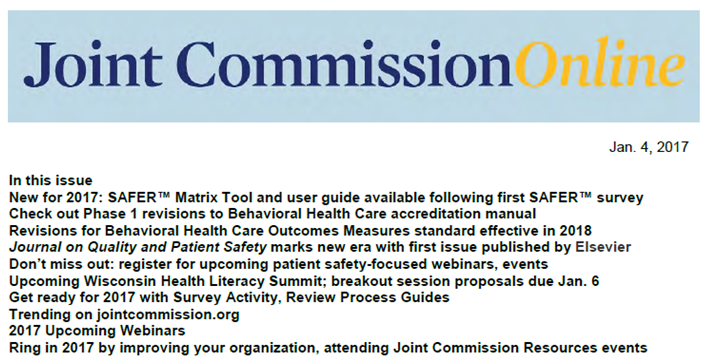 Joint Commission Online
Jan. 4, 2017
In this issue
New for 2017: SAFER™ Matrix Tool and user guide available following first SAFER™ survey
Check out Phase 1 revisions to Behavioral Health Care accreditation manual
Revisions for Behavioral Health Care Outcomes Measures standard effective in 2018
Journal on Quality and Patient Safety marks new era with first issue published by Elsevier
Don’t miss out: register for upcoming patient safety-focused webinars, events
Upcoming Wisconsin Health Literacy Summit; breakout session proposals due Jan. 6
Get ready for 2017 with Survey Activity, Review Process Guides
Trending on jointcommission.org
2017 Upcoming Webinars
Ring in 2017 by improving your organization, attending Joint Commission Resources events